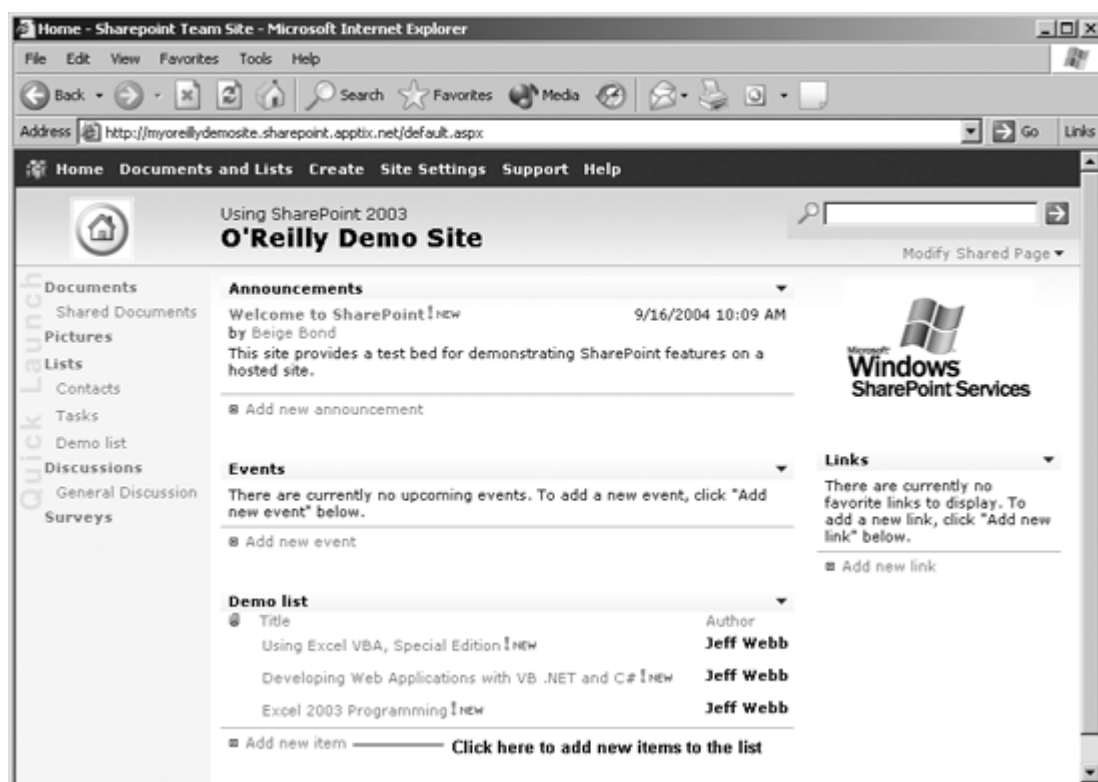 Home - Sharepoint Team Site - Microsoft Internet Explorer
File Edit View Favorites Tools Help
Back Search Favorites Media
Address http://myoreillydemosite.sharepoint.apptix.net/default.aspx Go Links
Home Documents and Lists Create Site Settings Support Help
Using SharePoint 2003
O'Reilly Demo Site
Modify Shared Page
Quick Launch
Documents
Shared Documents
Pictures
Lists
Contacts
Tasks
Demo list
Discussions
General Discussion
Surveys
Announcements
Welcome to SharePoint ! NEW 9/16/2004 10:09 AM
by Beige Bond
This site provides a test bed for demonstrating SharePoint features on a
hosted site.
Add new announcement
Events
There are currently no upcoming events. To add a new event, click "Add
new event" below.
Add new event
Demo list
Title Author
Using Excel VBA, Special Edition ! NEW Jeff Webb
Developing Web Applications with VB .NET and C# ! NEW Jeff Webb
Excel 2003 Programming ! NEW Jeff Webb
Add new item Click here to add new items to the list
Microsoft
Windows
SharePoint Services
Links
There are currently no
favorite links to display. To
add a new link, click "Add new
link" below.
Add new link